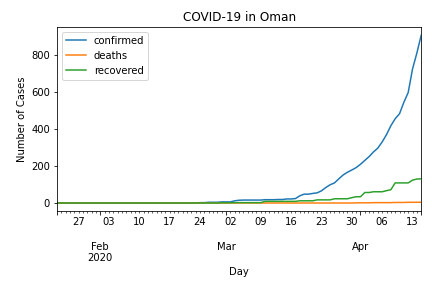 COVID-19 in Oman
confirmed
deaths
recovered
Number of Cases
800
600
400
200
0
27 03 10 17 24 02 09 16 23 30 06 13
Feb Mar Apr
2020
Day